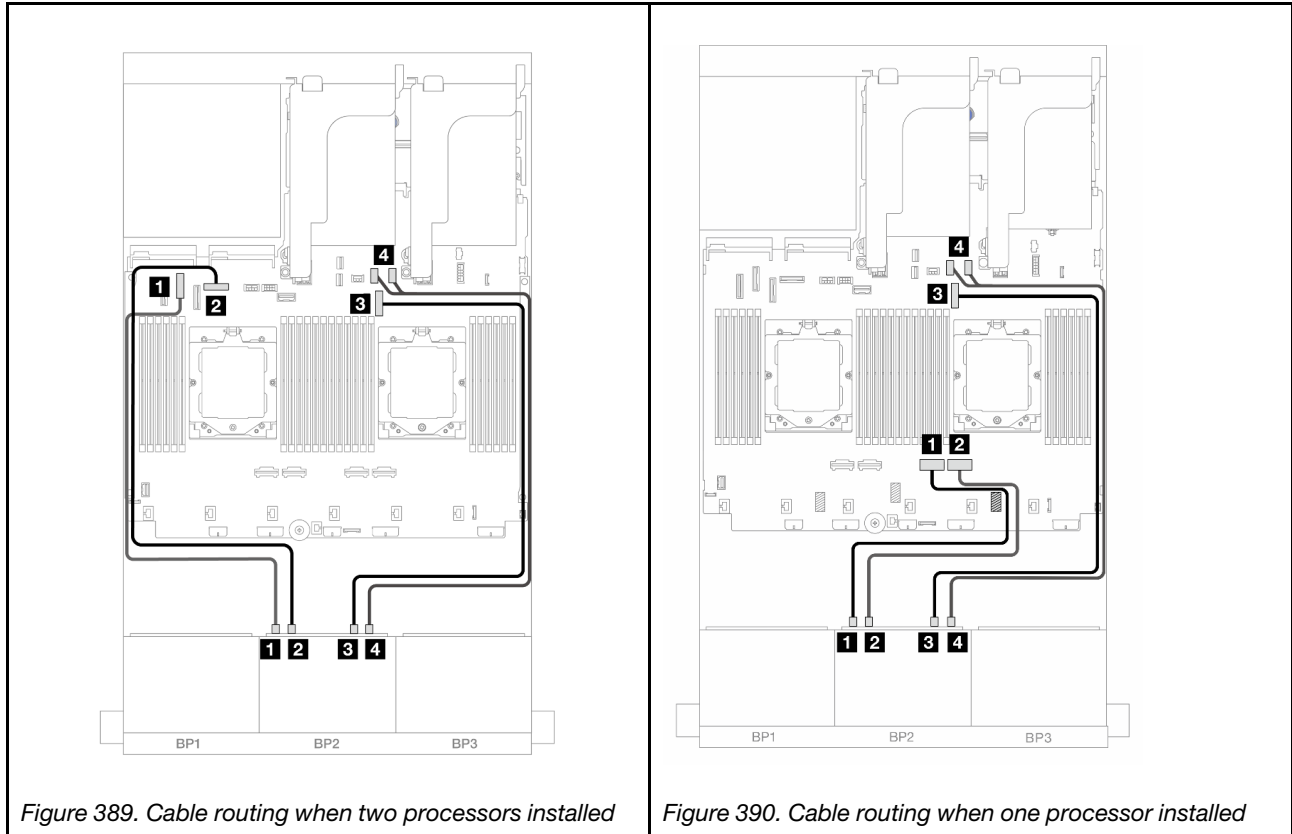 1
2
3
4
1 2 3 4
BP1 BP2 BP3
Figure 389. Cable routing when two processors installed
4
3
1 2
1 2 3 4
BP1 BP2 BP3
Figure 390. Cable routing when one processor installed